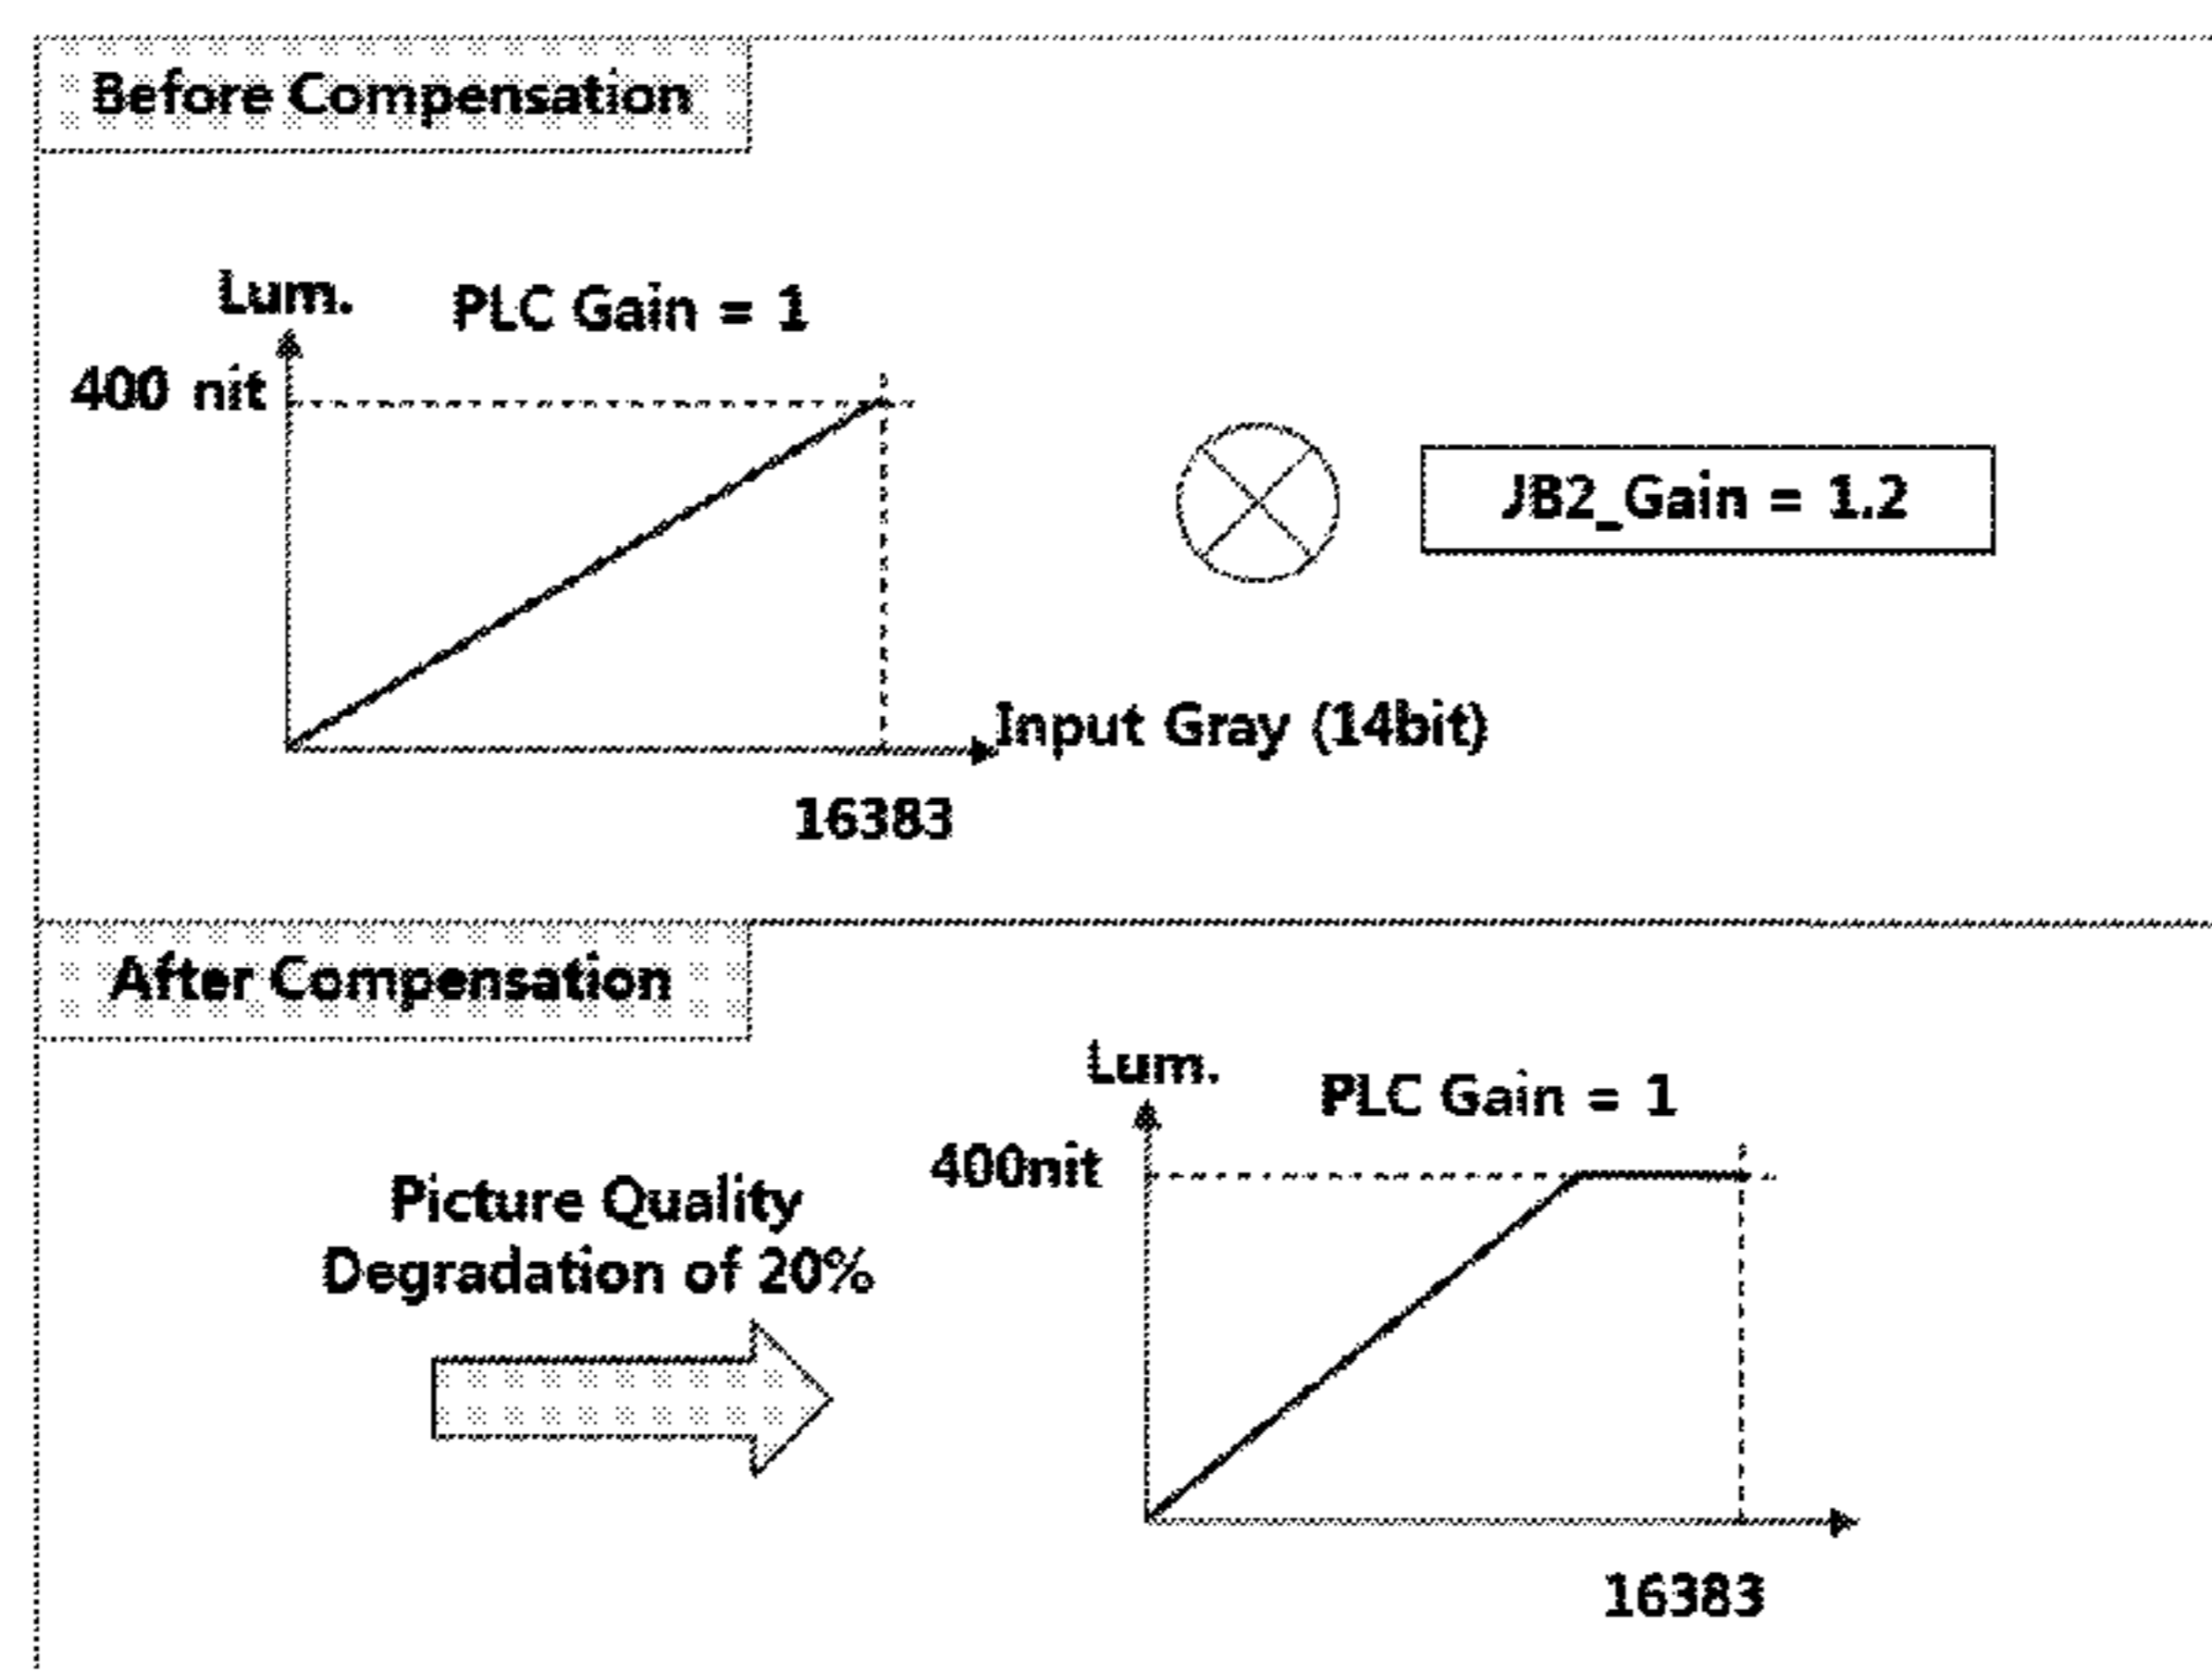 Before Compensation
Lum.
PLC Gain = 1
400 nit
JB2_Gain = 1.2
Input Gray (14bit)
16383
After Compensation
Lum.
PLC Gain = 1
400nit
Picture Quality
Degradation of 20%
16383